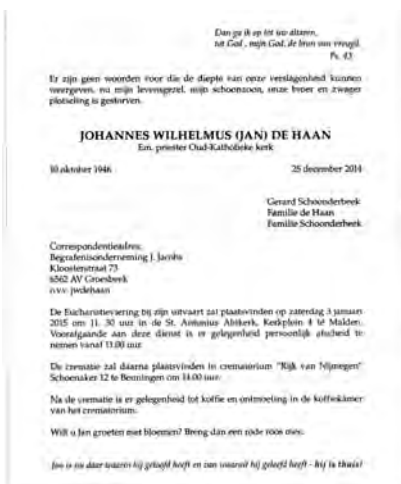 Dan ga ik op tot uw altaren,
tot God, mijn God, de bron van vreugd.
Ps. 43
Er zijn geen woorden voor die de diepte van onze verslagenheid kunnen
weergeven, nu mijn levensgezel, mijn schoonzoon, onze broer en zwager
plotseling is gestorven.
JOHANNES WILHELMUS (JAN) DE HAAN
Em. priester Oud-Katholieke kerk
10 oktober 1946
25 december 2014
Gerard Schoonderbeek
Familie de Haan
Familie Schoonderbeek
Correspondentieadres:
Begrafenisonderneming J. Jacobs
Kloosterstraat 73
6562 AV Groesbeek
o.v.v. jwdehaan
De Eucharistieviering bij zijn uitvaart zal plaatsvinden op zaterdag 3 januari
2015 om 11. 30 uur in de St. Antonius Abtkerk, Kerkplein 4 te Malden.
Voorafgaande aan deze dienst is er gelegenheid persoonlijk afscheid te
nemen vanaf 11.00 uur.
De crematie zal daarna plaatsvinden in crematorium "Rijk van Nijmegen"
Schoenaker 12 te Beuningen om 14.00 uur.
Na de crematie is er gelegenheid tot koffie en ontmoeting in de koffiekamer
van het crematorium.
Wilt u Jan groeten met bloemen? Breng dan een rode roos mee.
Jan is nu daar waarin hij geloofd heeft en van waaruit hij geleefd heeft - hij is thuis!